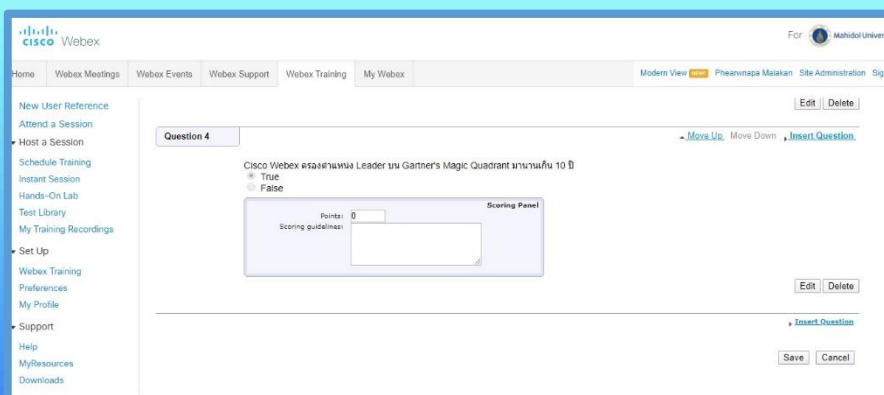 cisco Webex
For Mahidol Univer
Home Webex Meetings Webex Events Webex Support Webex Training My Webex
Modern View NEW Phearwnapa Malakan Site Administration Sig
New User Reference
Attend a Session
Host a Session
Schedule Training
Instant Session
Hands-On Lab
Test Library
My Training Recordings
Set Up
Webex Training
Preferences
My Profile
Support
Help
MyResources
Downloads
Edit Delete
Question 4
Move Up Move Down Insert Question
Cisco Webex ครองตำแหน่ง Leader บน Gartner's Magic Quadrant มานานเกิน 10 ปี
True
False
Scoring Panel
Points: 0
Scoring guidelines:
Edit Delete
Insert Question
Save Cancel